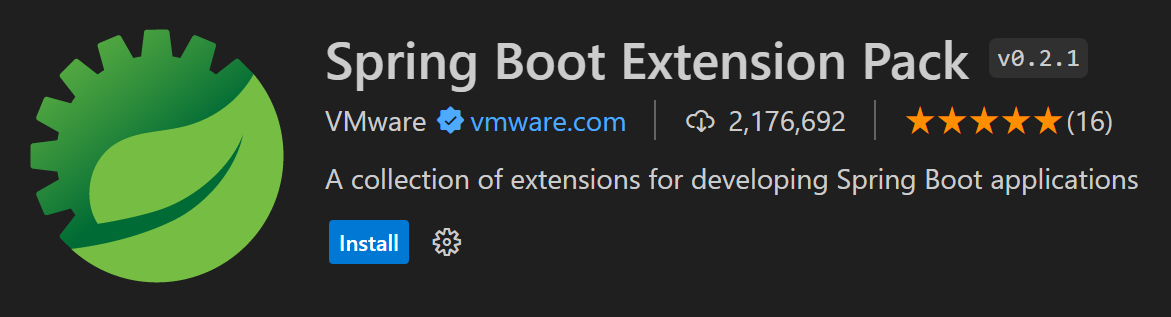 Spring Boot Extension Pack v0.2.1
VMware vmware.com 2,176,692 (16)
A collection of extensions for developing Spring Boot applications
Install